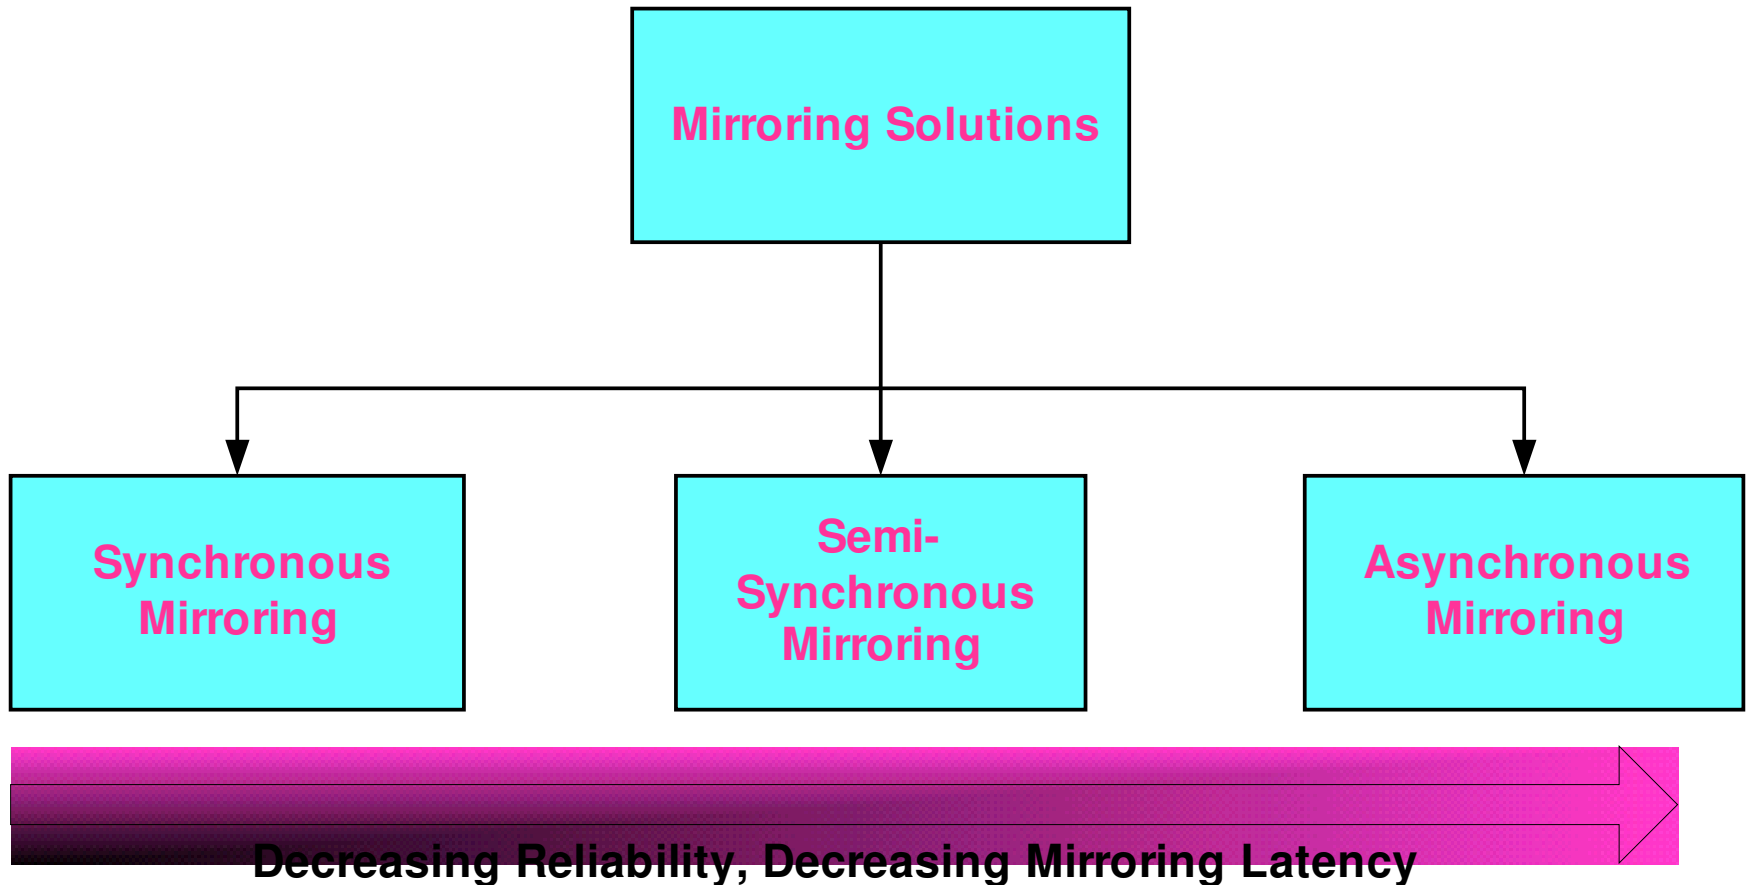 Mirroring Solutions
Synchronous
Mirroring
Semi-
Synchronous
Mirroring
Asynchronous
Mirroring
Decreasing Reliability, Decreasing Mirroring Latency